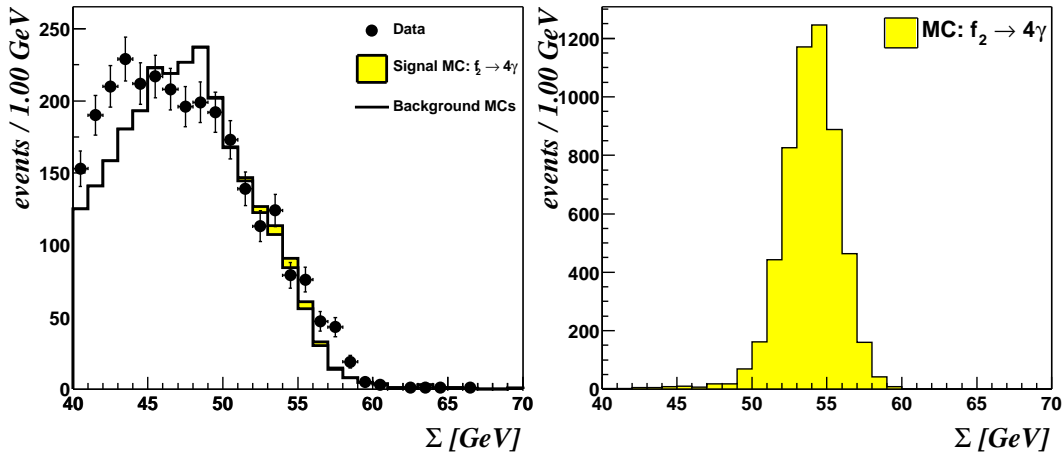 events / 1.00 GeV
250
200
150
100
50
0
40 45 50 55 60 65 70
Σ [GeV]
Data
Signal MC: f₂ → 4γ
Background MCs
events / 1.00 GeV
1200
1000
800
600
400
200
0
40 45 50 55 60 65 70
Σ [GeV]
MC: f₂ → 4γ